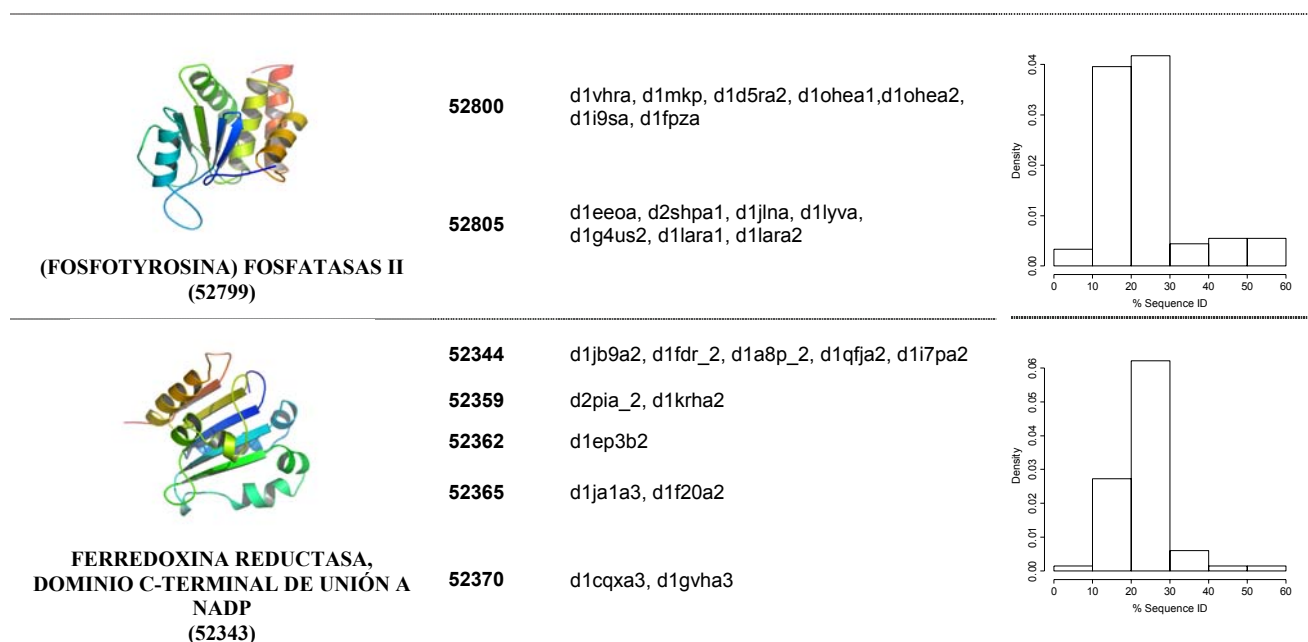 52800
d1vhra, d1mkp, d1d5ra2, d1ohea1,d1ohea2,
d1i9sa, d1fpza
52805
d1eeoa, d2shpa1, d1jlna, d1lyva,
d1g4us2, d1lara1, d1lara2
(FOSFOTYROSINA) FOSFATASAS II
(52799)
Density
0.00 0.01 0.02 0.03 0.04
0 10 20 30 40 50 60
% Sequence ID
52344
d1jb9a2, d1fdr_2, d1a8p_2, d1qfja2, d1i7pa2
52359
d2pia_2, d1krha2
52362
d1ep3b2
52365
d1ja1a3, d1f20a2
52370
d1cqxa3, d1gvha3
FERREDOXINA REDUCTASA,
DOMINIO C-TERMINAL DE UNIÓN A
NADP
(52343)
Density
0.00 0.01 0.02 0.03 0.04 0.05 0.06
0 10 20 30 40 50 60
% Sequence ID